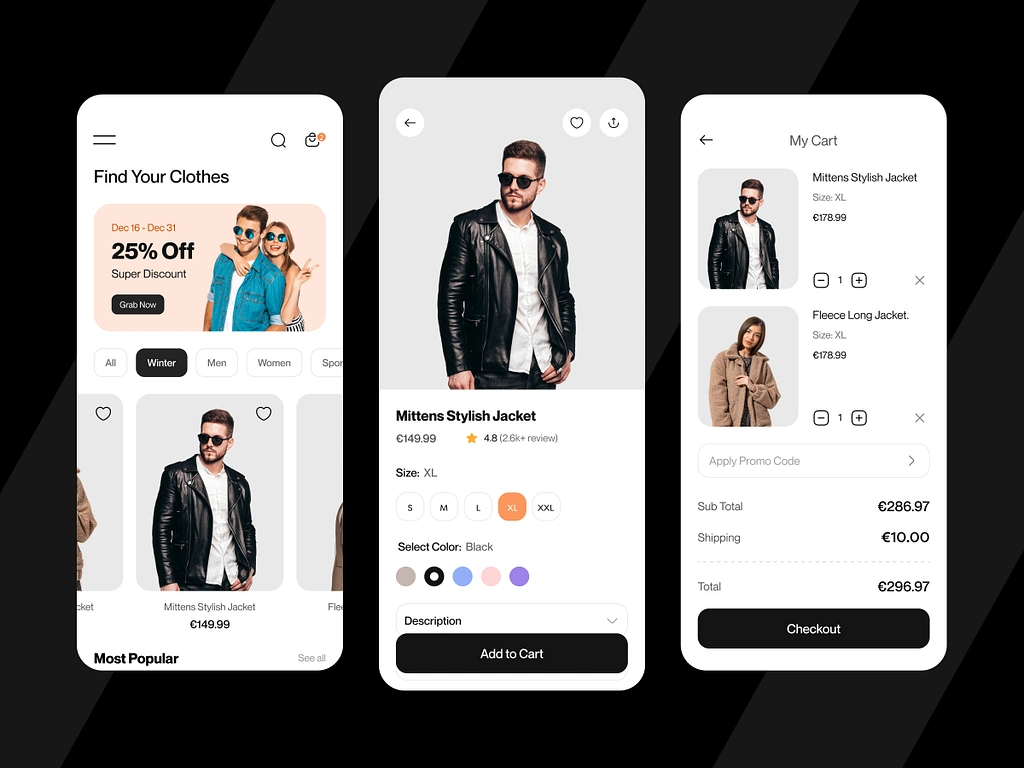 2
Find Your Clothes
Dec 16 - Dec 31
25% Off
Super Discount
Grab Now
All
Winter
Men
Women
Spor
cket
Mittens Stylish Jacket
Flee
€149.99
Most Popular
See all
Mittens Stylish Jacket
€149.99
4.8 (2.6k+ review)
Size: XL
S
M
L
XL
XXL
Select Color: Black
Description
Add to Cart
My Cart
Mittens Stylish Jacket
Size: XL
€178.99
1
Fleece Long Jacket.
Size: XL
€178.99
1
Apply Promo Code
Sub Total
€286.97
Shipping
€10.00
Total
€296.97
Checkout